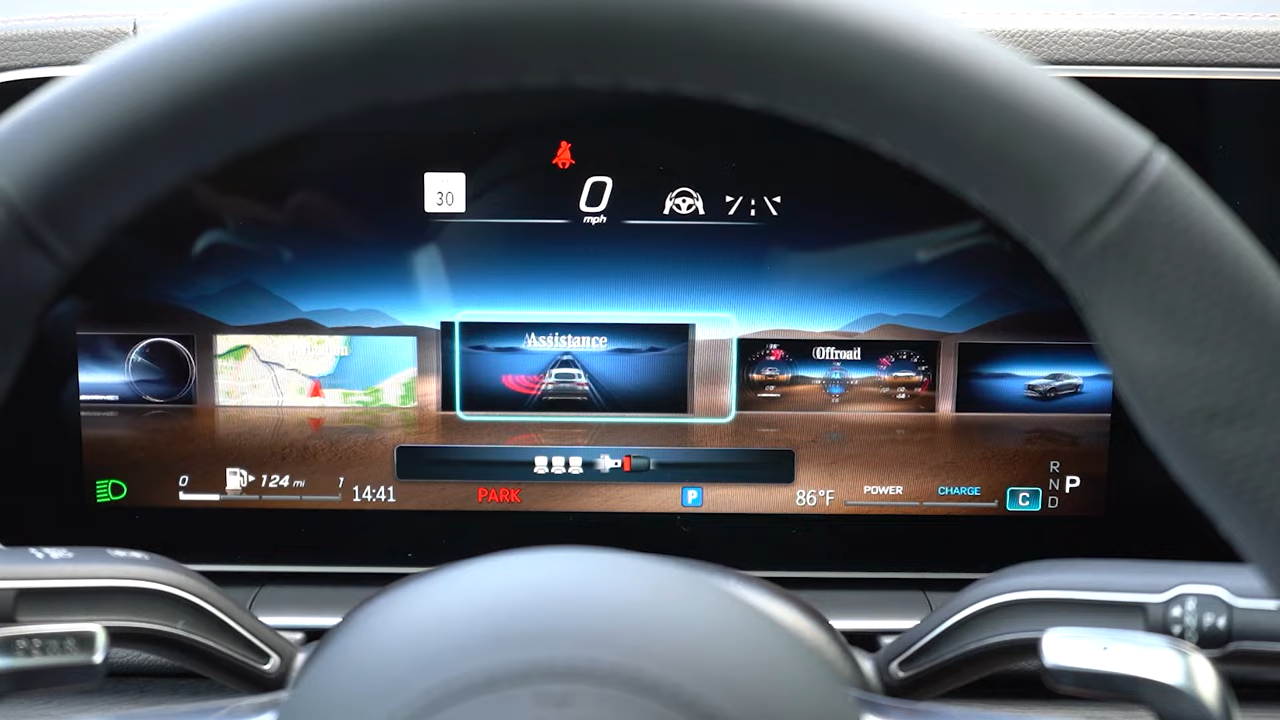 30
0
mph
Assistance
Offroad
0
124 mi
1
14:41
PARK
P
86°F
POWER
CHARGE
C
R
N
D
P